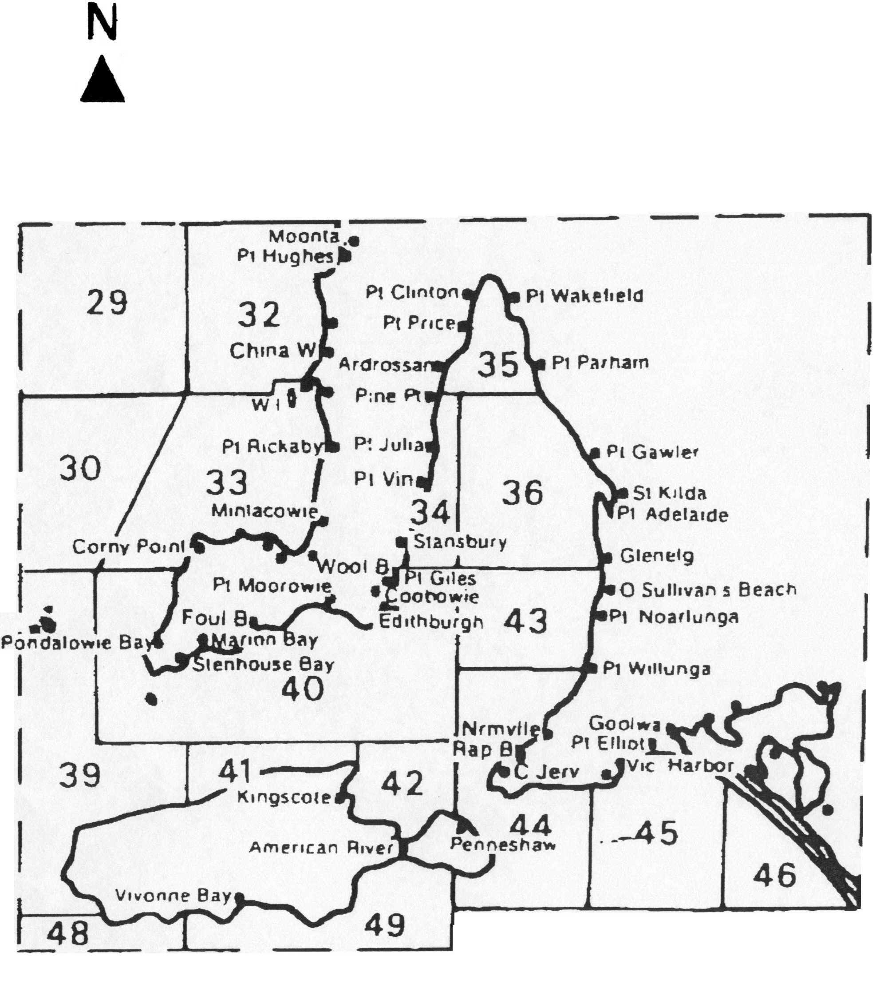 N
Moonta
Pt Hughes
29
32
Pt Clinton
Pt Wakefield
Pt Price
China W
Ardrossan
35
Pt Parham
W I
Pine Pt
Pt Rickaby
Pt Julia
Pt Gawler
30
33
Pt Vin
36
St Kilda
Minlacowie
34
Pt Adelaide
Corny Point
Stansbury
Glenelg
Wool B
Pt Giles
Pt Moorowie
O Sullivan s Beach
Coobowie
Foul B
Edithburgh
43
Pt Noarlunga
Pondalowie Bay
Marion Bay
Stenhouse Bay
Pt Willunga
40
Nrmvlle
Goolwa
Rap B
Pt Elliot
39
41
C Jerv
Vic Harbor
42
Kingscote
44
45
American River
Penneshaw
46
Vivonne Bay
48
49